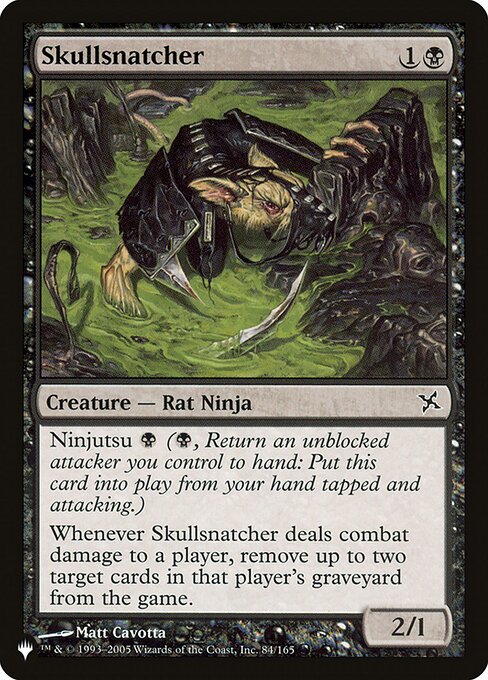 Skullsnatcher 1
Creature — Rat Ninja
Ninjutsu (, Return an unblocked
attacker you control to hand: Put this
card into play from your hand tapped and
attacking.)
Whenever Skullsnatcher deals combat
damage to a player, remove up to two
target cards in that player's graveyard
from the game.
Matt Cavotta
™ & © 1993–2005 Wizards of the Coast, Inc. 84/165
2/1